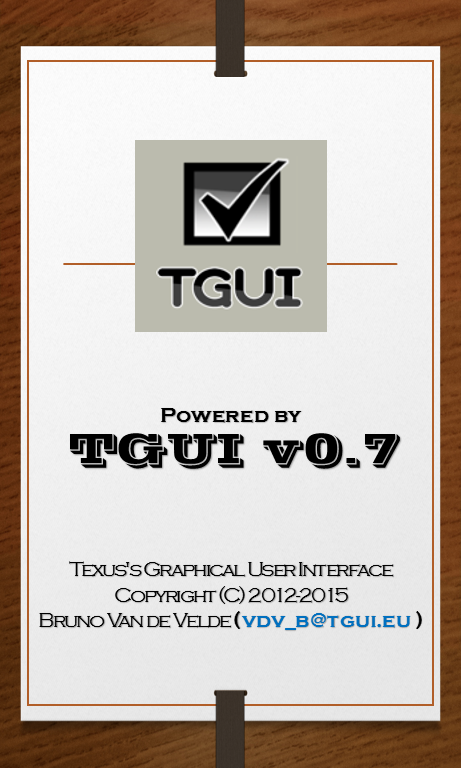 TGUI
Powered by
TGUI v0.7
Texus's Graphical User Interface
Copyright (C) 2012-2015
Bruno Van de Velde ( vdv_b@tgui.eu )